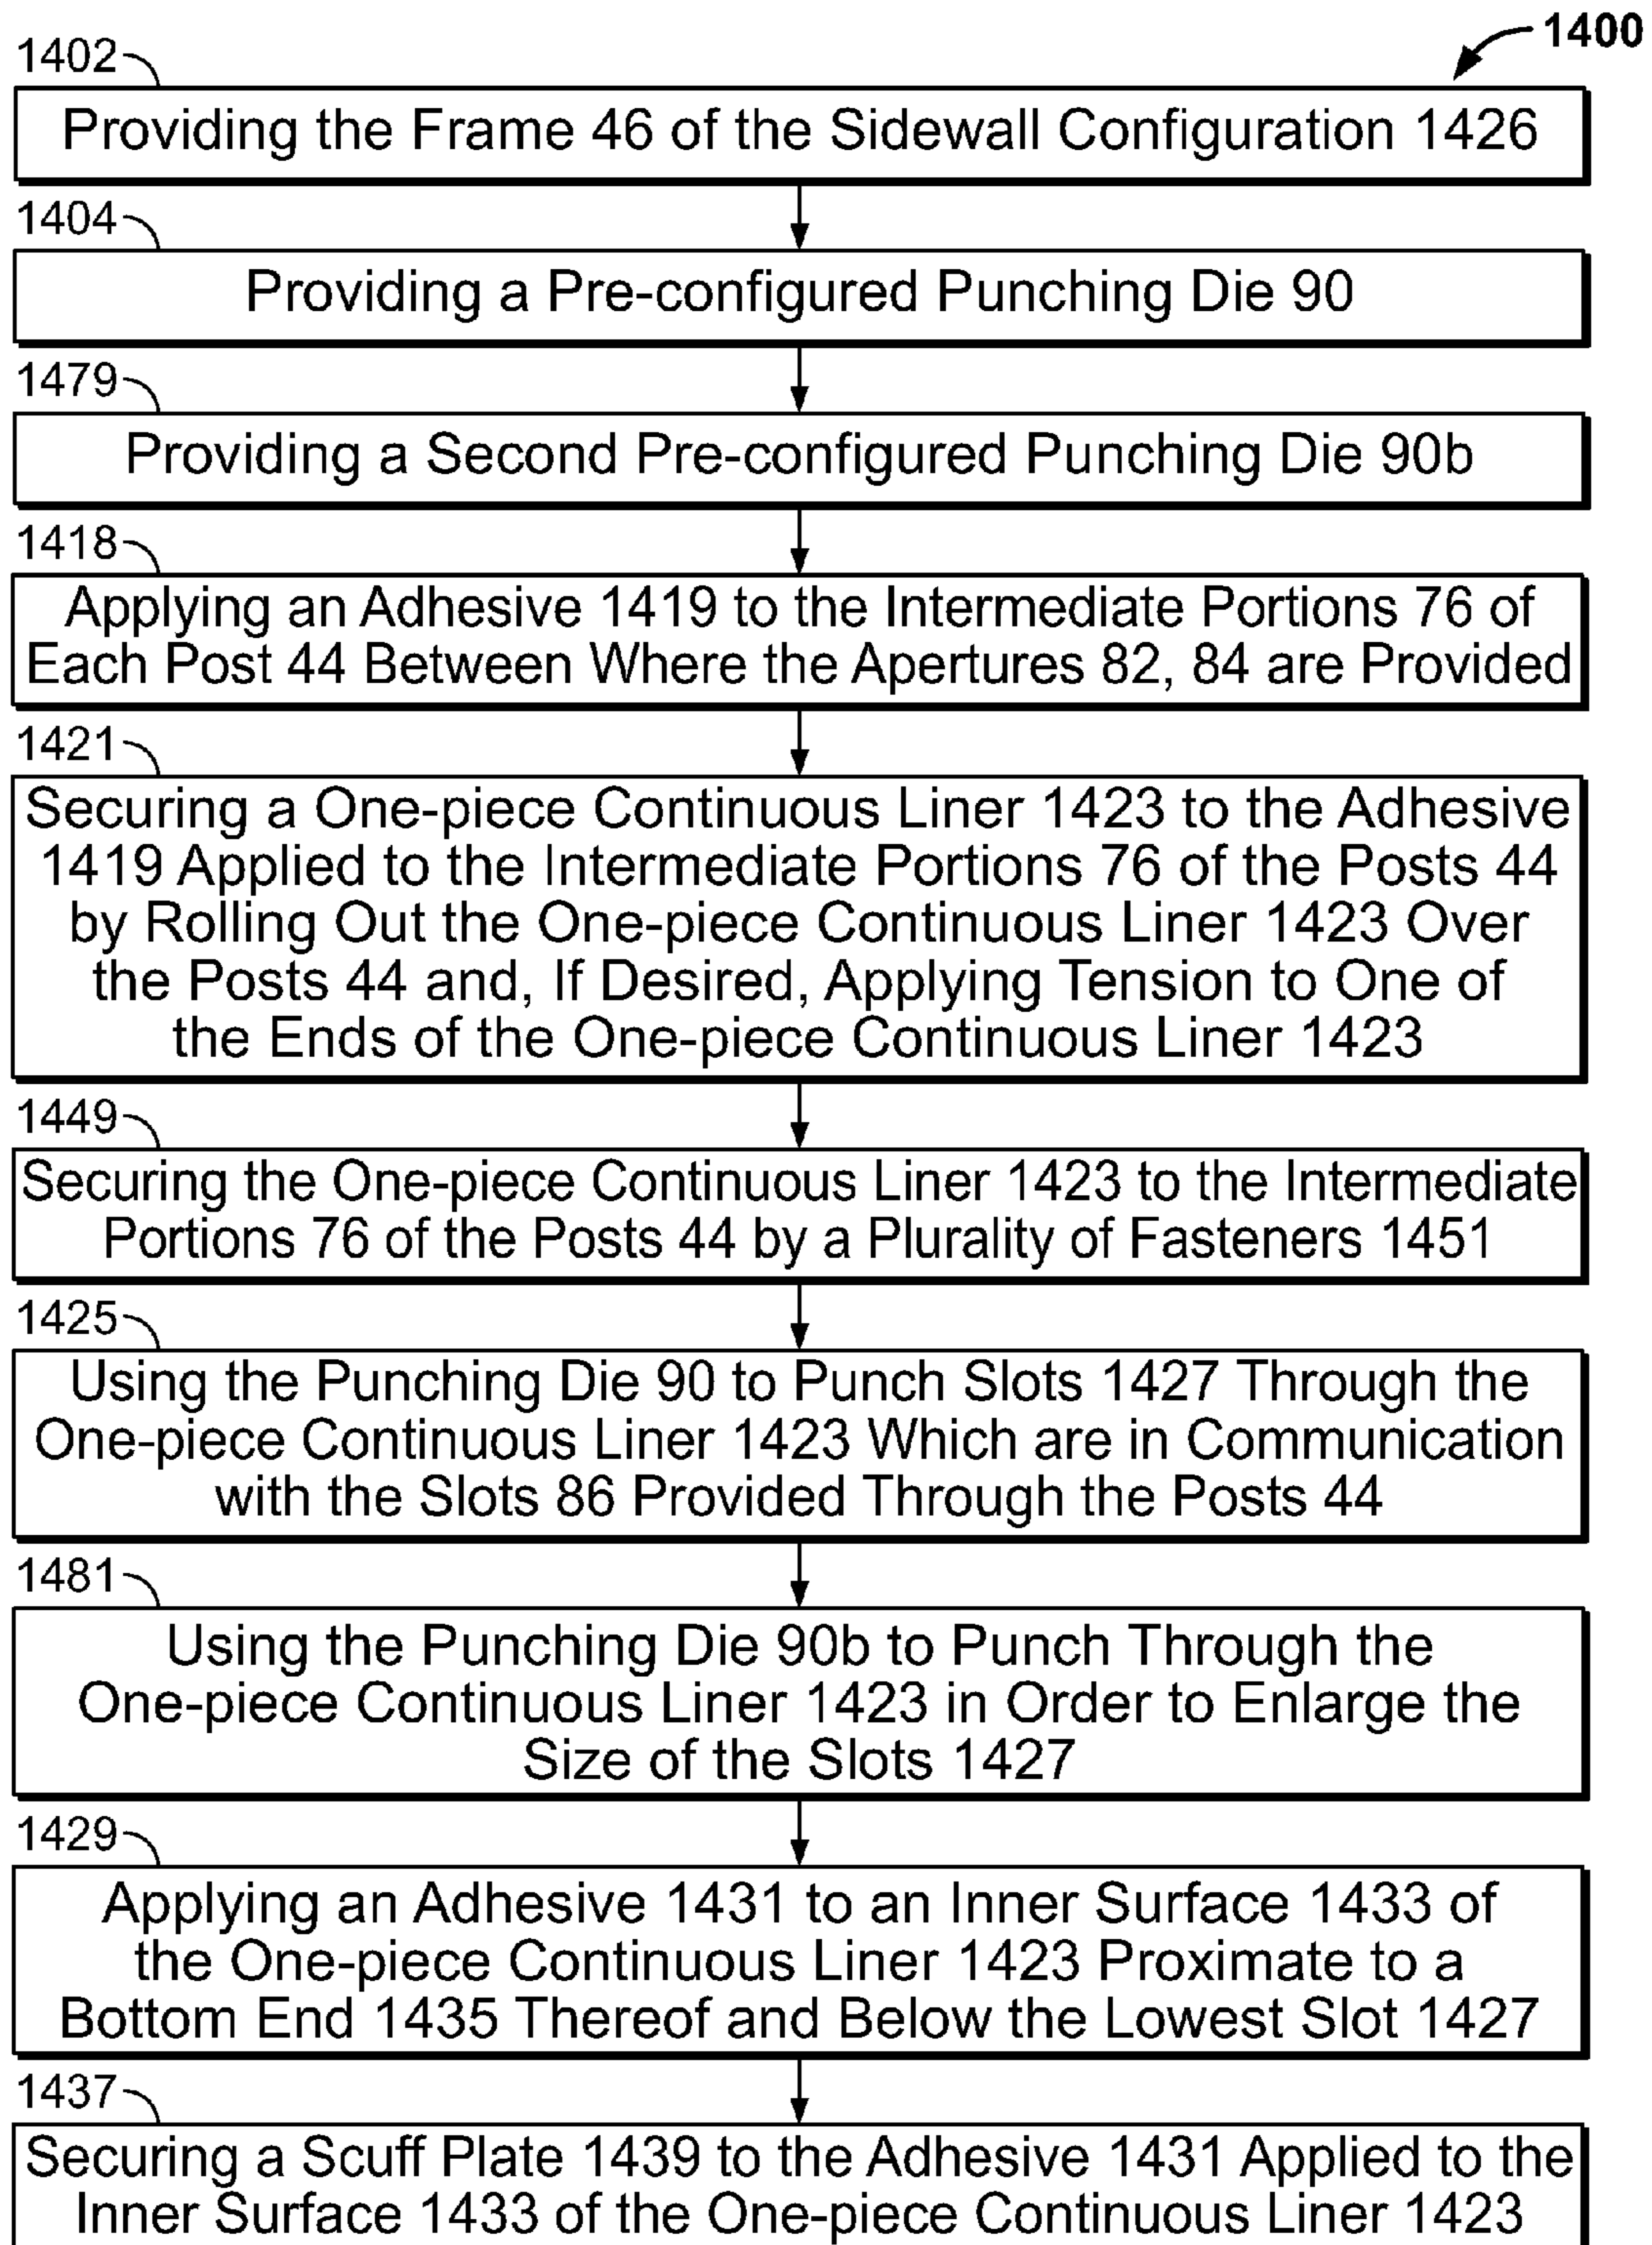 1400
1402
Providing the Frame 46 of the Sidewall Configuration 1426
1404
Providing a Pre-configured Punching Die 90
1479
Providing a Second Pre-configured Punching Die 90b
1418
Applying an Adhesive 1419 to the Intermediate Portions 76 of
Each Post 44 Between Where the Apertures 82, 84 are Provided
1421
Securing a One-piece Continuous Liner 1423 to the Adhesive
1419 Applied to the Intermediate Portions 76 of the Posts 44
by Rolling Out the One-piece Continuous Liner 1423 Over
the Posts 44 and, If Desired, Applying Tension to One of
the Ends of the One-piece Continuous Liner 1423
1449
Securing the One-piece Continuous Liner 1423 to the Intermediate
Portions 76 of the Posts 44 by a Plurality of Fasteners 1451
1425
Using the Punching Die 90 to Punch Slots 1427 Through the
One-piece Continuous Liner 1423 Which are in Communication
with the Slots 86 Provided Through the Posts 44
1481
Using the Punching Die 90b to Punch Through the
One-piece Continuous Liner 1423 in Order to Enlarge the
Size of the Slots 1427
1429
Applying an Adhesive 1431 to an Inner Surface 1433 of
the One-piece Continuous Liner 1423 Proximate to a
Bottom End 1435 Thereof and Below the Lowest Slot 1427
1437
Securing a Scuff Plate 1439 to the Adhesive 1431 Applied to the
Inner Surface 1433 of the One-piece Continuous Liner 1423